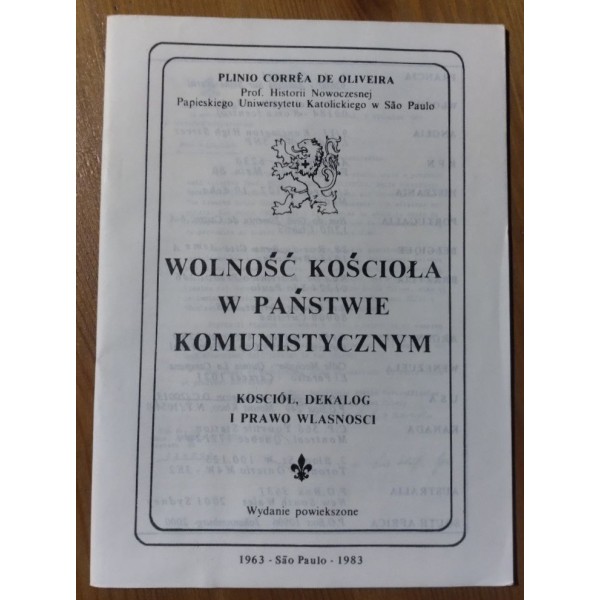 PLINIO CORRÊA DE OLIVEIRA
Prof. Historii Nowoczesnej
Papieskiego Uniwersytetu Katolickiego w São Paulo
WOLNOŚĆ KOŚCIOŁA
W PAŃSTWIE
KOMUNISTYCZNYM
KOSCIÓL, DEKALOG
I PRAWO WLASNOSCI
Wydanie powiekszone
1963 - São Paulo - 1983